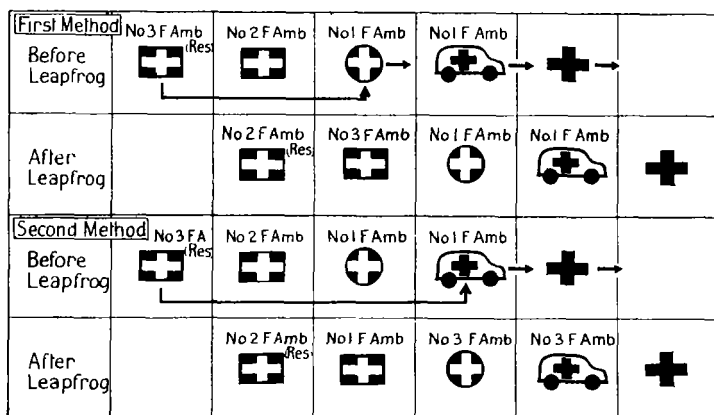 First Method
No 3 F Amb (Res) No 2 F Amb No 1 F Amb No 1 F Amb
Before
Leapfrog
No 2 F Amb (Res) No 3 F Amb No 1 F Amb No 1 F Amb
After
Leapfrog
Second Method
No 3 FA (Res) No 2 F Amb No 1 F Amb No 1 F Amb
Before
Leapfrog
No 2 F Amb (Res) No 1 F Amb No 3 F Amb No 3 F Amb
After
Leapfrog